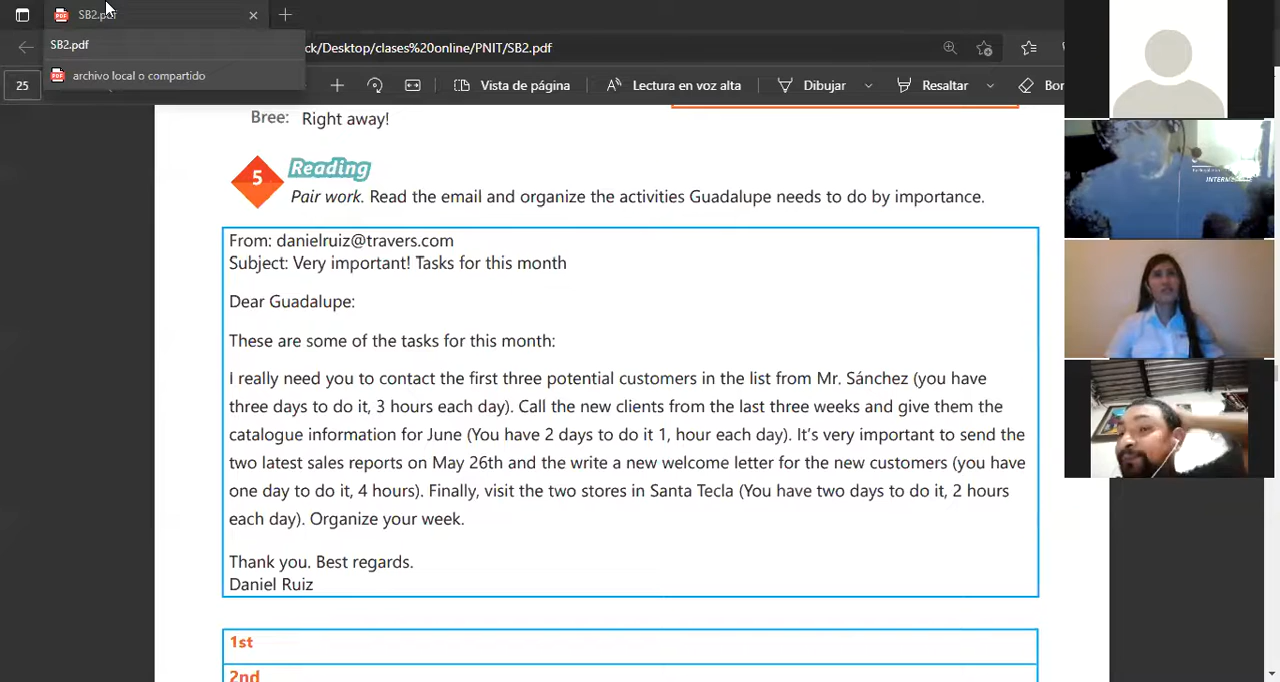 SB2.pdf
SB2.pdf
ck/Desktop/clases%20online/PNIT/SB2.pdf
archivo local o compartido
25
Vista de página
Lectura en voz alta
Dibujar
Resaltar
Bor
Bree: Right away!
5 Reading
Pair work. Read the email and organize the activities Guadalupe needs to do by importance.
From: danielruiz@travers.com
Subject: Very important! Tasks for this month
Dear Guadalupe:
These are some of the tasks for this month:
I really need you to contact the first three potential customers in the list from Mr. Sánchez (you have
three days to do it, 3 hours each day). Call the new clients from the last three weeks and give them the
catalogue information for June (You have 2 days to do it 1, hour each day). It's very important to send the
two latest sales reports on May 26th and the write a new welcome letter for the new customers (you have
one day to do it, 4 hours). Finally, visit the two stores in Santa Tecla (You have two days to do it, 2 hours
each day). Organize your week.
Thank you. Best regards.
Daniel Ruiz
1st
2nd